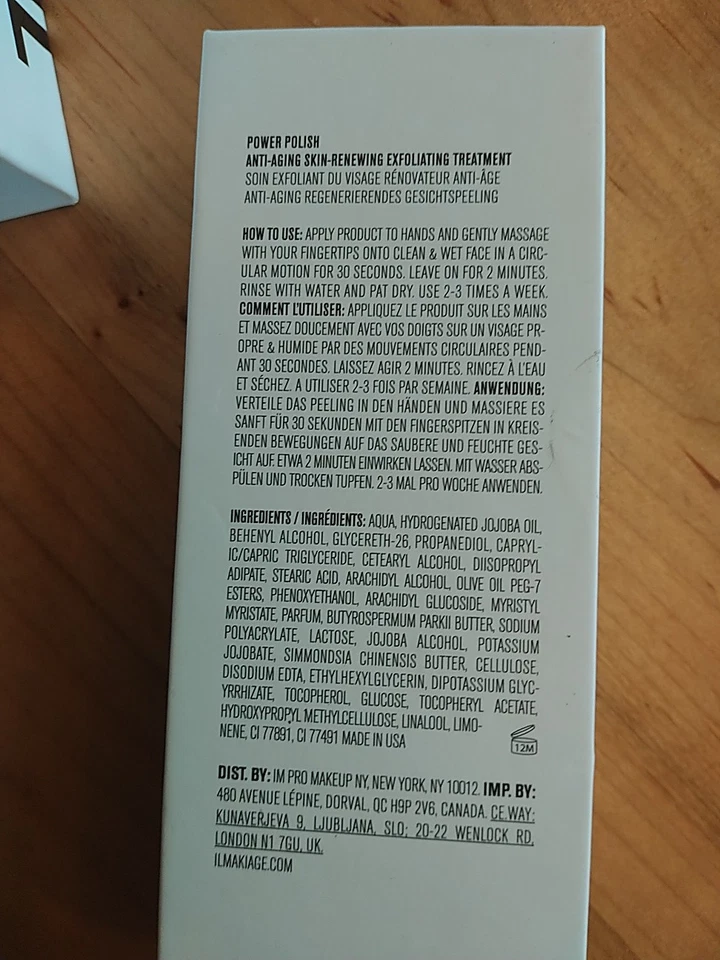 Z
POWER POLISH
ANTI-AGING SKIN-RENEWING EXFOLIATING TREATMENT
SOIN EXFOLIANT DU VISAGE RÉNOVATEUR ANTI-ÂGE
ANTI-AGING REGENERIERENDES GESICHTSPEELING
HOW TO USE: APPLY PRODUCT TO HANDS AND GENTLY MASSAGE
WITH YOUR FINGERTIPS ONTO CLEAN & WET FACE IN A CIRC-
ULAR MOTION FOR 30 SECONDS. LEAVE ON FOR 2 MINUTES.
RINSE WITH WATER AND PAT DRY. USE 2-3 TIMES A WEEK.
COMMENT L'UTILISER: APPLIQUEZ LE PRODUIT SUR LES MAINS
ET MASSEZ DOUCEMENT AVEC VOS DOIGTS SUR UN VISAGE PR-
OPRE & HUMIDE PAR DES MOUVEMENTS CIRCULAIRES PEND-
ANT 30 SECONDES. LAISSEZ AGIR 2 MINUTES. RINCEZ À L'EAU
ET SÉCHEZ. A UTILISER 2-3 FOIS PAR SEMAINE. ANWENDUNG:
VERTEILE DAS PEELING IN DEN HÄNDEN UND MASSIERE ES
SANFT FÜR 30 SEKUNDEN MIT DEN FINGERSPITZEN IN KREIS-
ENDEN BEWEGUNGEN AUF DAS SAUBERE UND FEUCHTE GES-
ICHT AUF. ETWA 2 MINUTEN EINWIRKEN LASSEN. MIT WASSER ABS-
PÜLEN UND TROCKEN TUPFEN. 2-3 MAL PRO WOCHE ANWENDEN.
INGREDIENTS / INGRÉDIENTS: AQUA, HYDROGENATED JOJOBA OIL,
BEHENYL ALCOHOL, GLYCERETH-26, PROPANEDIOL, CAPRYL-
IC/CAPRIC TRIGLYCERIDE, CETEARYL ALCOHOL, DIISOPROPYL
ADIPATE, STEARIC ACID, ARACHIDYL ALCOHOL, OLIVE OIL PEG-7
ESTERS, PHENOXYETHANOL, ARACHIDYL GLUCOSIDE, MYRISTYL
MYRISTATE, PARFUM, BUTYROSPERMUM PARKII BUTTER, SODIUM
POLYACRYLATE, LACTOSE, JOJOBA ALCOHOL, POTASSIUM
JOJOBATE, SIMMONDSIA CHINENSIS BUTTER, CELLULOSE,
DISODIUM EDTA, ETHYLHEXYLGLYCERIN, DIPOTASSIUM GLYC-
YRRHIZATE, TOCOPHEROL, GLUCOSE, TOCOPHERYL ACETATE,
HYDROXYPROPYL METHYLCELLULOSE, LINALOOL, LIMO-
NENE, CI 77891, CI 77491 MADE IN USA
12M
DIST. BY: IM PRO MAKEUP NY, NEW YORK, NY 10012. IMP. BY:
480 AVENUE LÉPINE, DORVAL, QC H9P 2V6, CANADA. CE.WAY:
KUNAVERJEVA 9, LJUBLJANA, SLO; 20-22 WENLOCK RD,
LONDON N1 7GU, UK.
ILMAKIAGE.COM